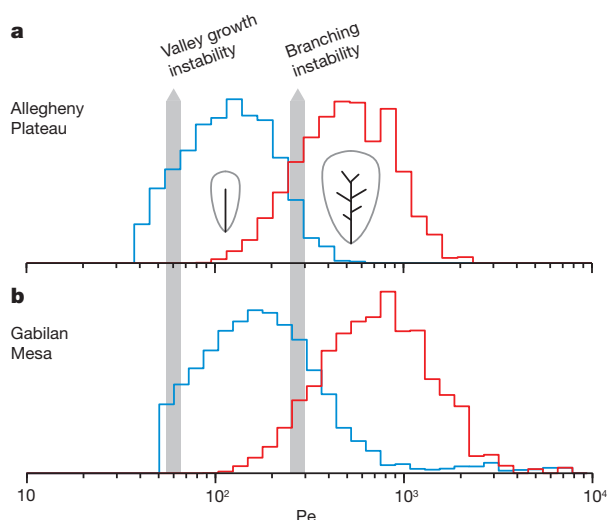 a
Valley growth
instability
Branching
instability
Allegheny
Plateau
b
Gabilan
Mesa
10
10²
10³
10⁴
Pe